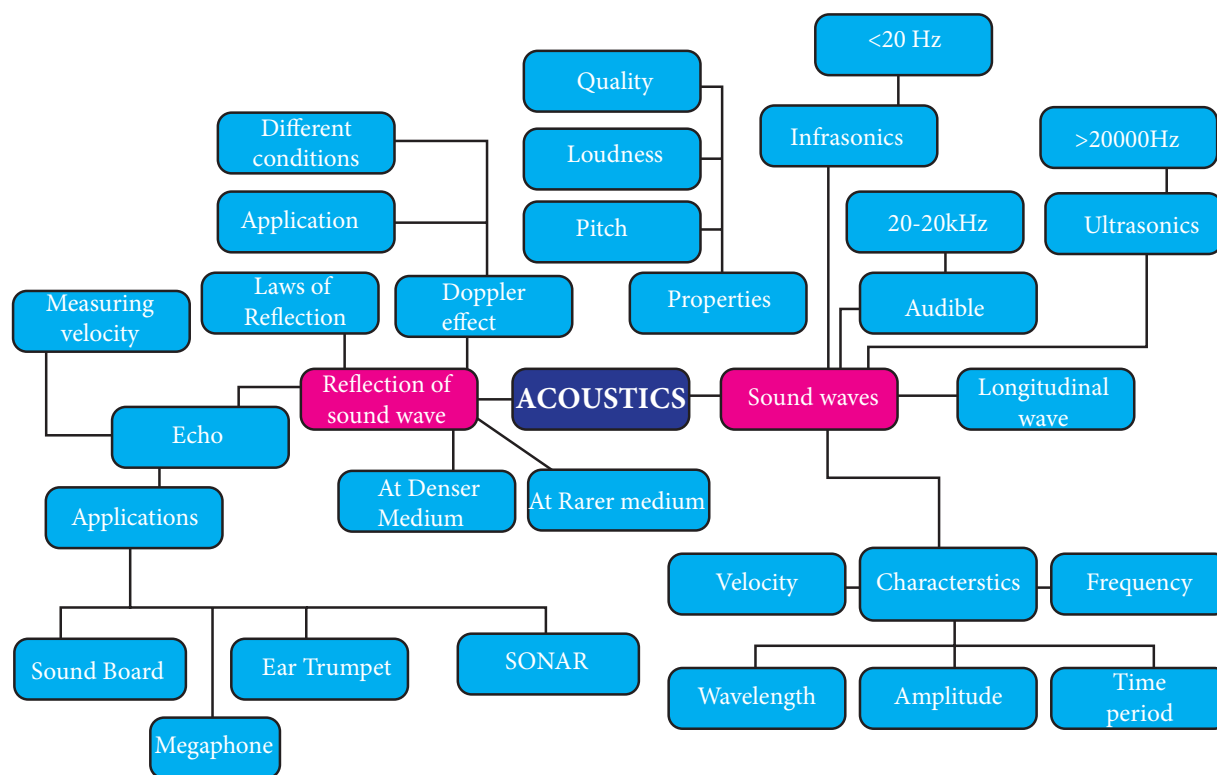 <20 Hz
Quality
Different
conditions
Loudness
Infrasonics
>20000Hz
Application
Pitch
20-20kHz
Ultrasonics
Measuring
velocity
Laws of
Reflection
Doppler
effect
Properties
Audible
Reflection of
sound wave
ACOUSTICS
Sound waves
Longitudinal
wave
Echo
At Denser
Medium
At Rarer medium
Applications
Velocity
Characterstics
Frequency
Sound Board
Ear Trumpet
SONAR
Wavelength
Amplitude
Time
period
Megaphone